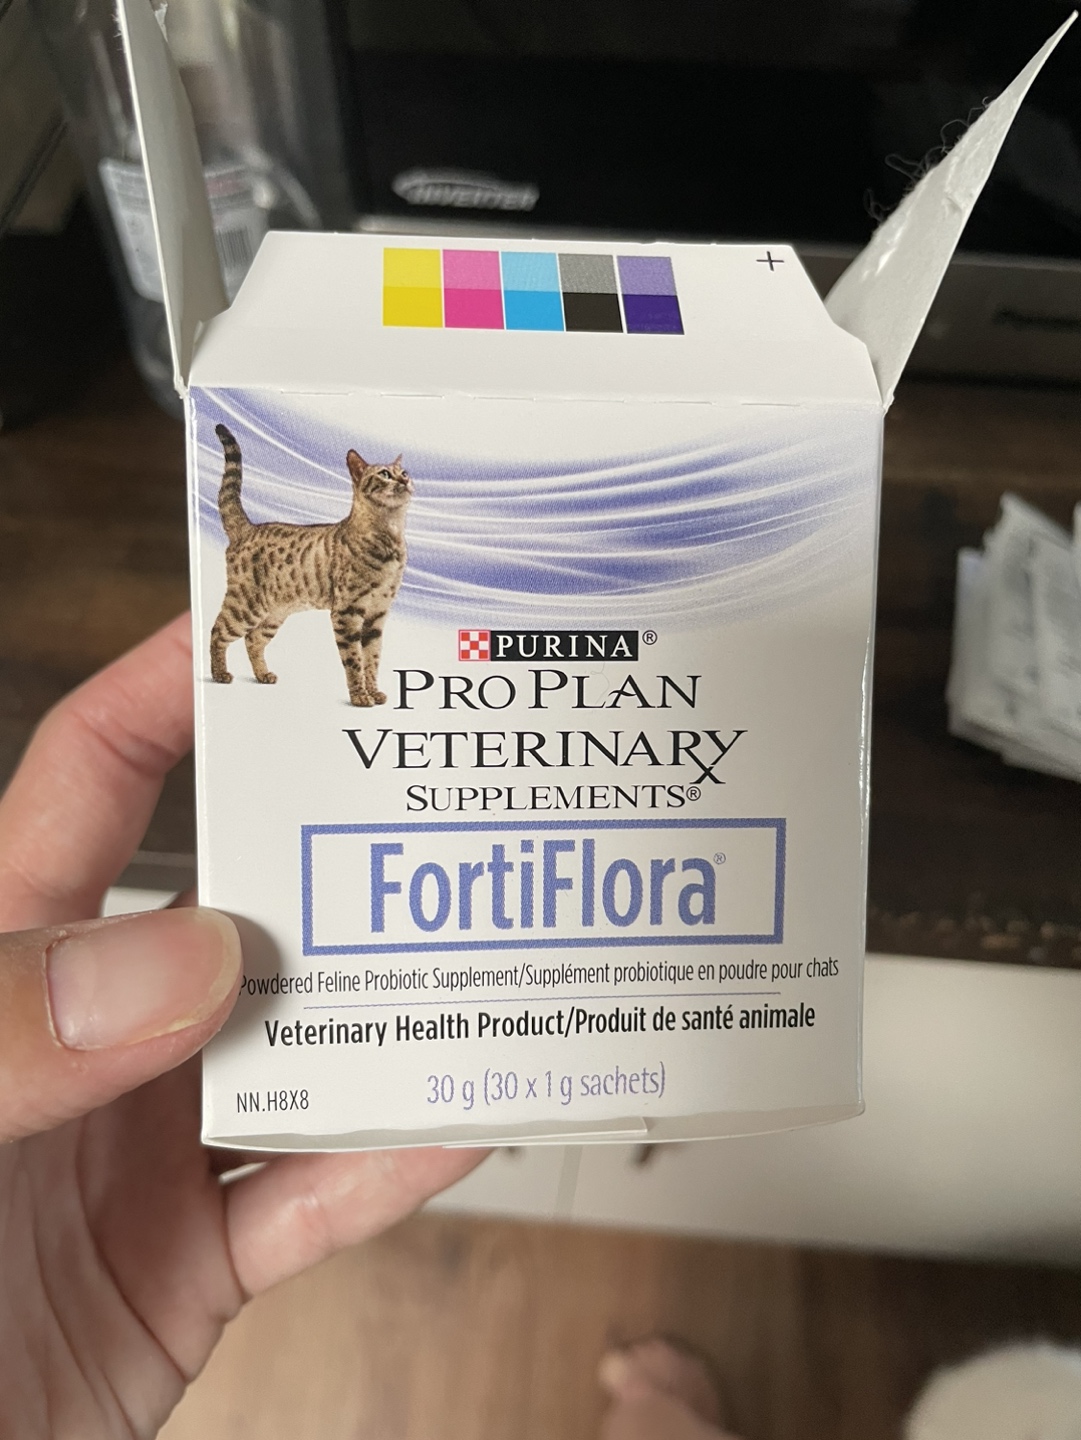 INVERTER
+
PURINA®
PRO PLAN
VETERINARY
SUPPLEMENTS®
FortiFlora®
Powdered Feline Probiotic Supplement/Supplément probiotique en poudre pour chats
Veterinary Health Product/Produit de santé animale
30 g (30 x 1 g sachets)
NN.H8X8